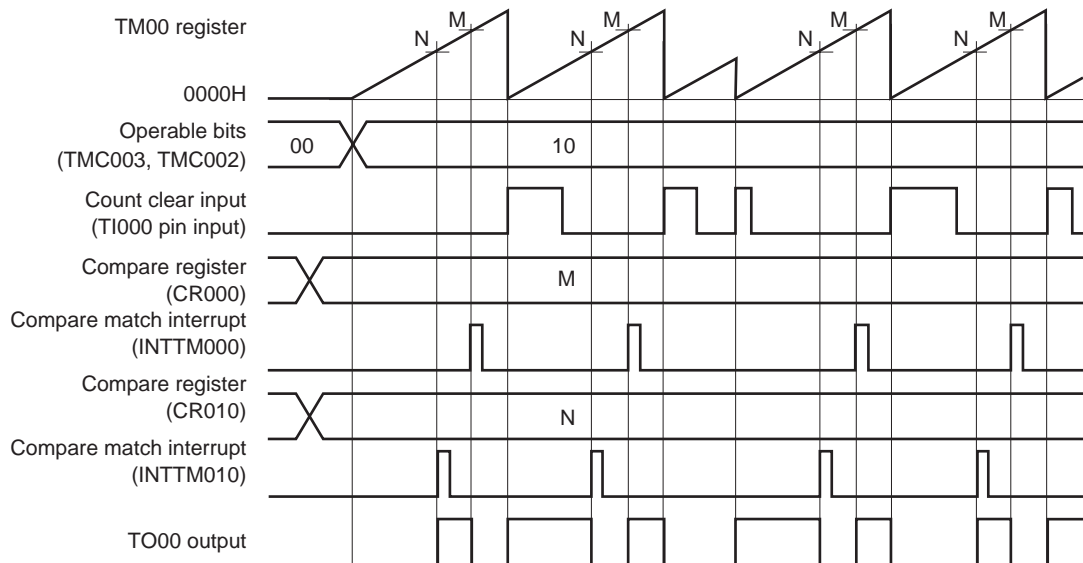 TM00 register
N M N M N M N M
0000H
Operable bits
(TMC003, TMC002)
00 10
Count clear input
(TI000 pin input)
Compare register
(CR000)
M
Compare match interrupt
(INTTM000)
Compare register
(CR010)
N
Compare match interrupt
(INTTM010)
TO00 output